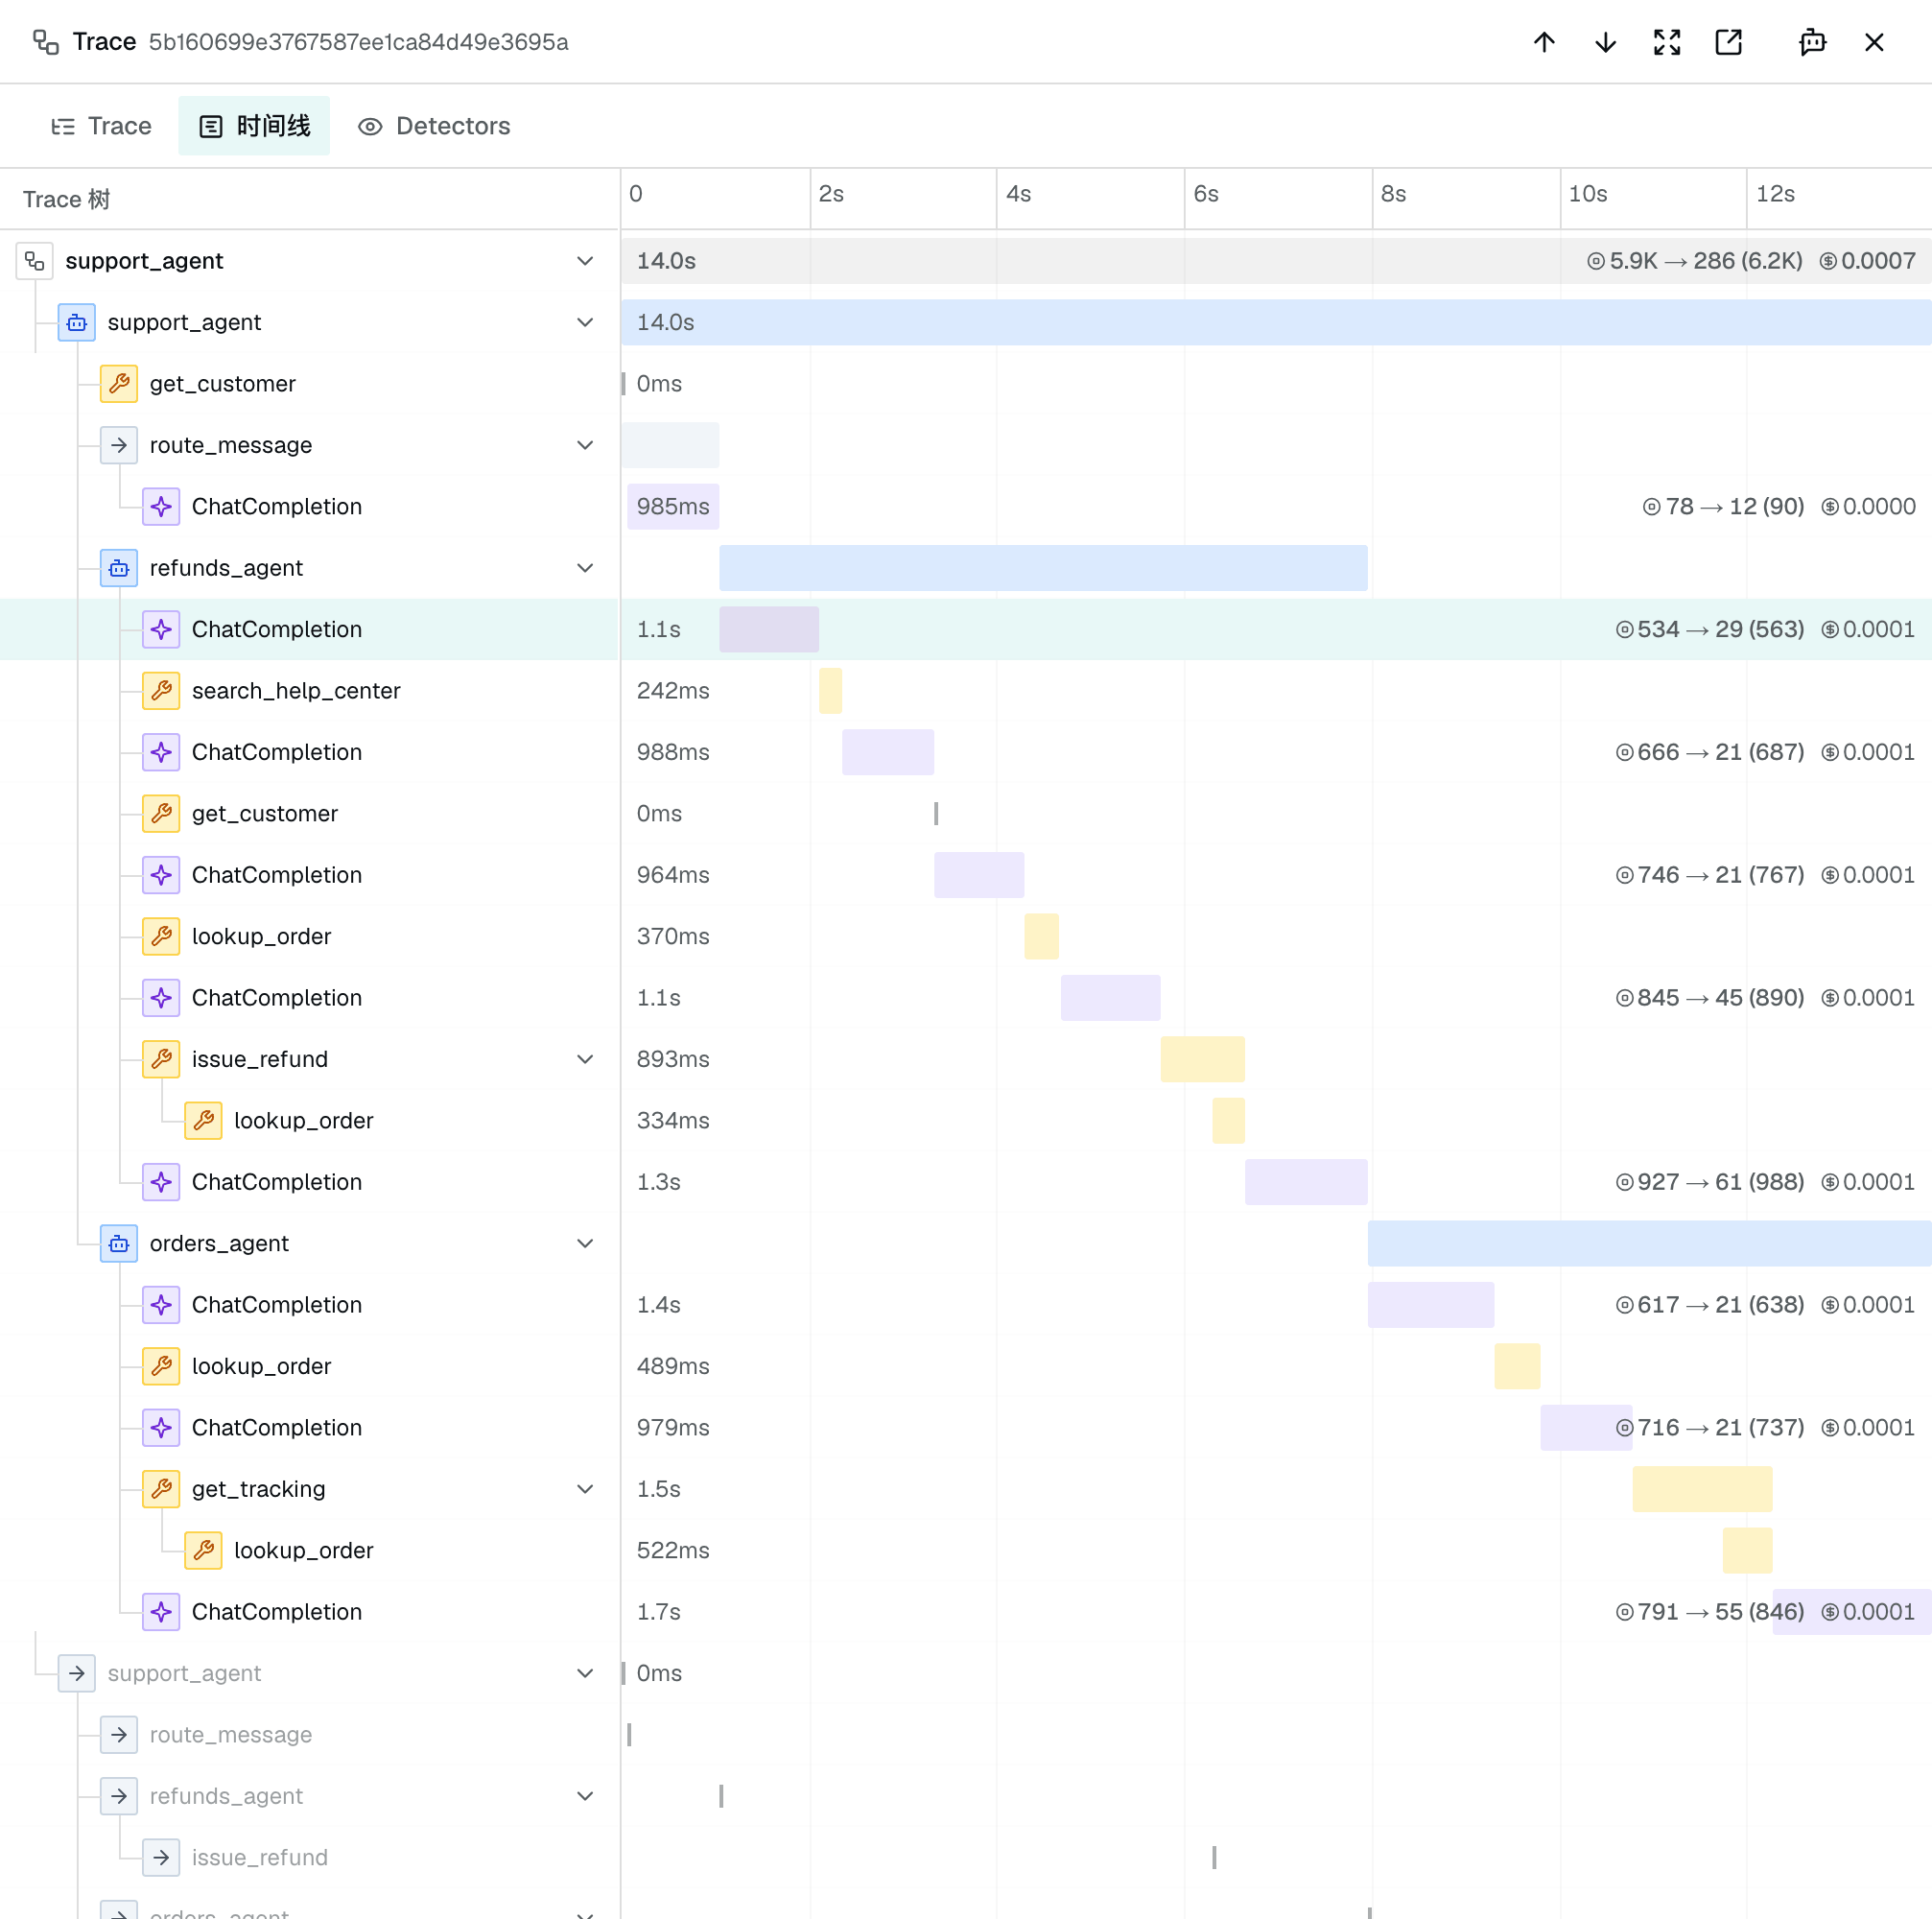 Trace 5b160699e3767587ee1ca84d49e3695a
Trace 时间线 Detectors
Trace 树 0 2s 4s 6s 8s 10s 12s
support_agent 14.0s 5.9K → 286 (6.2K) 0.0007
support_agent 14.0s
get_customer 0ms
route_message
ChatCompletion 985ms 78 → 12 (90) 0.0000
refunds_agent
ChatCompletion 1.1s 534 → 29 (563) 0.0001
search_help_center 242ms
ChatCompletion 988ms 666 → 21 (687) 0.0001
get_customer 0ms
ChatCompletion 964ms 746 → 21 (767) 0.0001
lookup_order 370ms
ChatCompletion 1.1s 845 → 45 (890) 0.0001
issue_refund 893ms
lookup_order 334ms
ChatCompletion 1.3s 927 → 61 (988) 0.0001
orders_agent
ChatCompletion 1.4s 617 → 21 (638) 0.0001
lookup_order 489ms
ChatCompletion 979ms 716 → 21 (737) 0.0001
get_tracking 1.5s
lookup_order 522ms
ChatCompletion 1.7s 791 → 55 (846) 0.0001
support_agent 0ms
route_message
refunds_agent
issue_refund
orders_agent